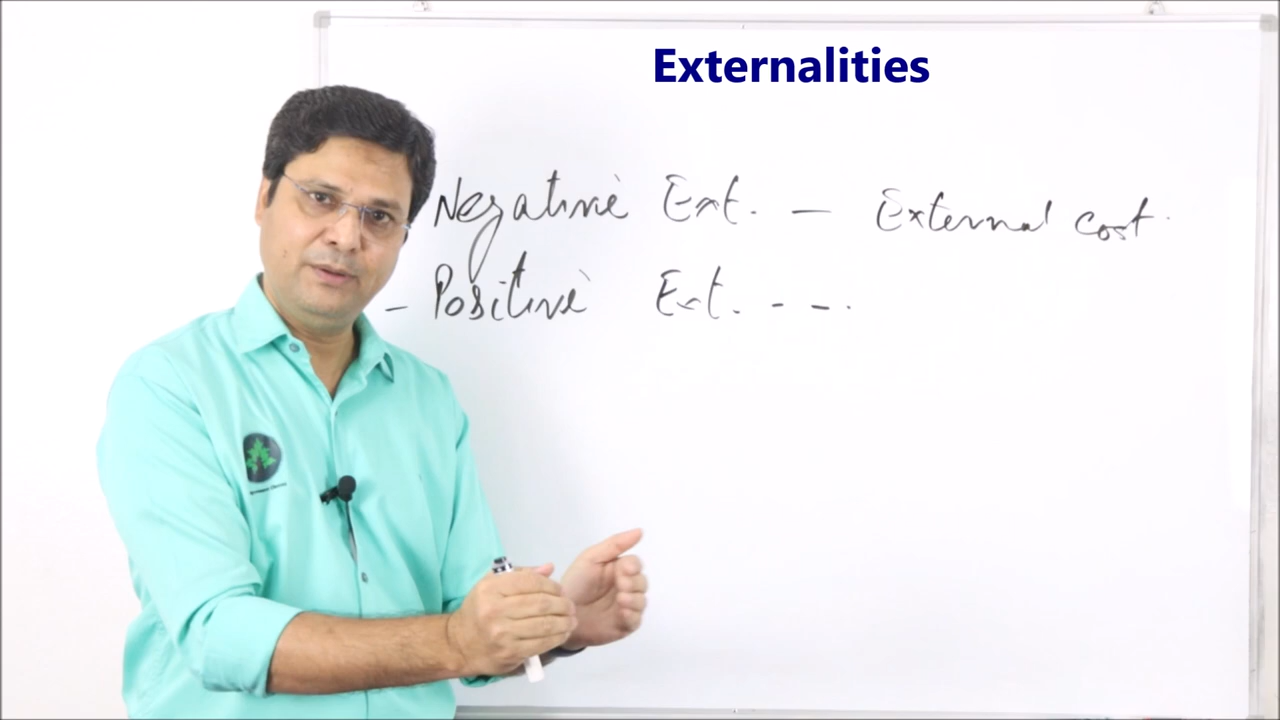 Externalities
Negative Ext. — External cost.
- Positive Ext. - - .